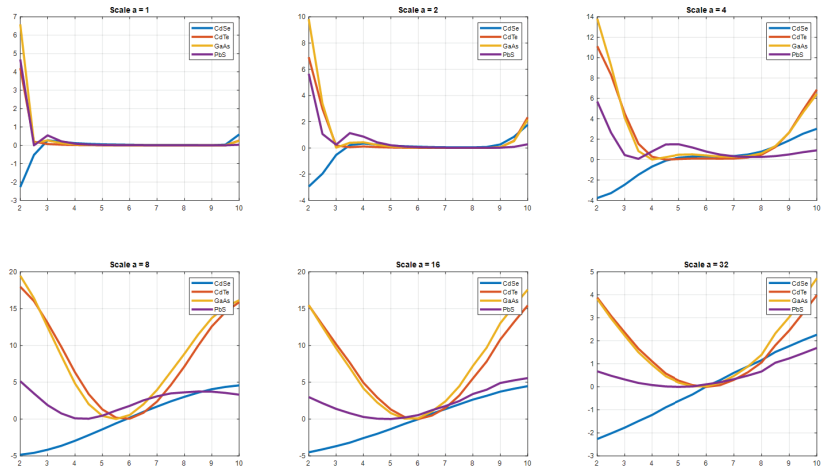 Scale a = 1
7
6
5
4
3
2
1
0
-1
-2
-3
2 3 4 5 6 7 8 9 10
CdSe
CdTe
GaAs
PbS
Scale a = 2
10
8
6
4
2
0
-2
-4
2 3 4 5 6 7 8 9 10
CdSe
CdTe
GaAs
PbS
Scale a = 4
14
12
10
8
6
4
2
0
-2
-4
2 3 4 5 6 7 8 9 10
CdSe
CdTe
GaAs
PbS
Scale a = 8
20
15
10
5
0
-5
2 3 4 5 6 7 8 9 10
CdSe
CdTe
GaAs
PbS
Scale a = 16
20
15
10
5
0
-5
2 3 4 5 6 7 8 9 10
CdSe
CdTe
GaAs
PbS
Scale a = 32
5
4
3
2
1
0
-1
-2
-3
2 3 4 5 6 7 8 9 10
CdSe
CdTe
GaAs
PbS